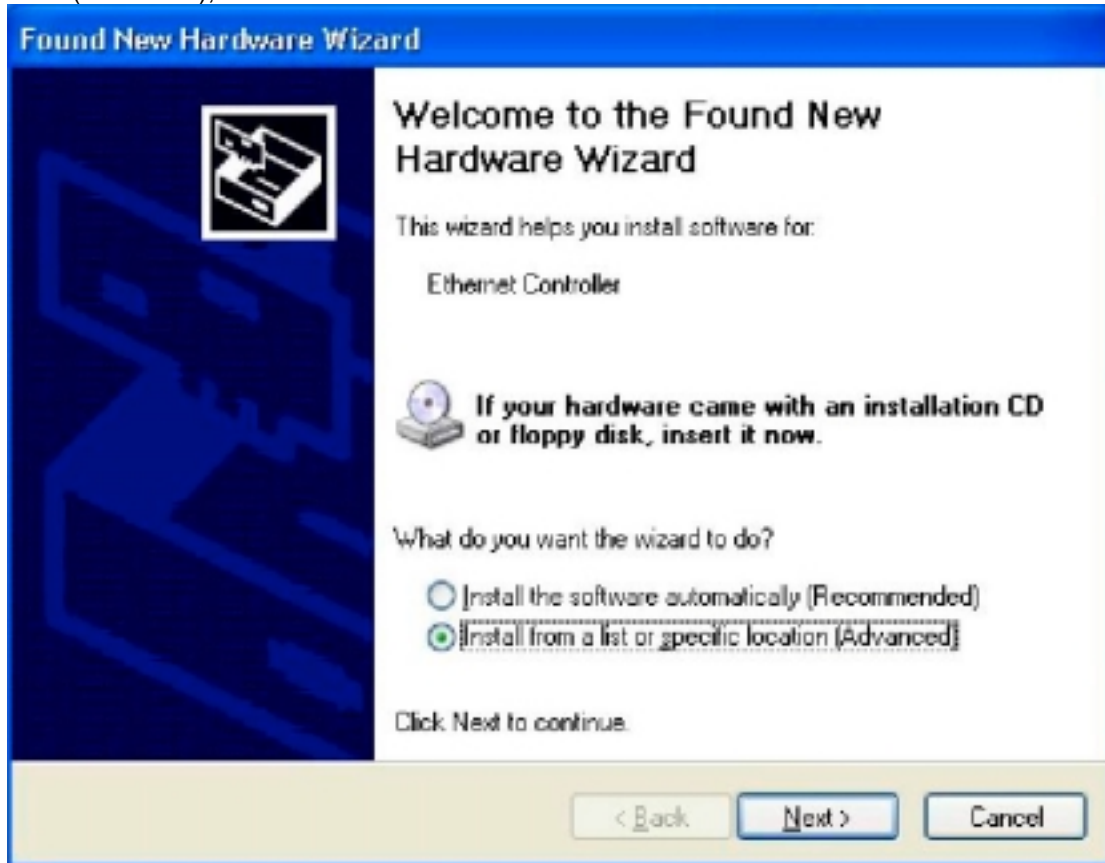 Found New Hardware Wizard
Welcome to the Found New
Hardware Wizard
This wizard helps you install software for:
Ethernet Controller
If your hardware came with an installation CD
or floppy disk, insert it now.
What do you want the wizard to do?
Install the software automatically (Recommended)
Install from a list or specific location (Advanced)
Click Next to continue.
< Back Next > Cancel